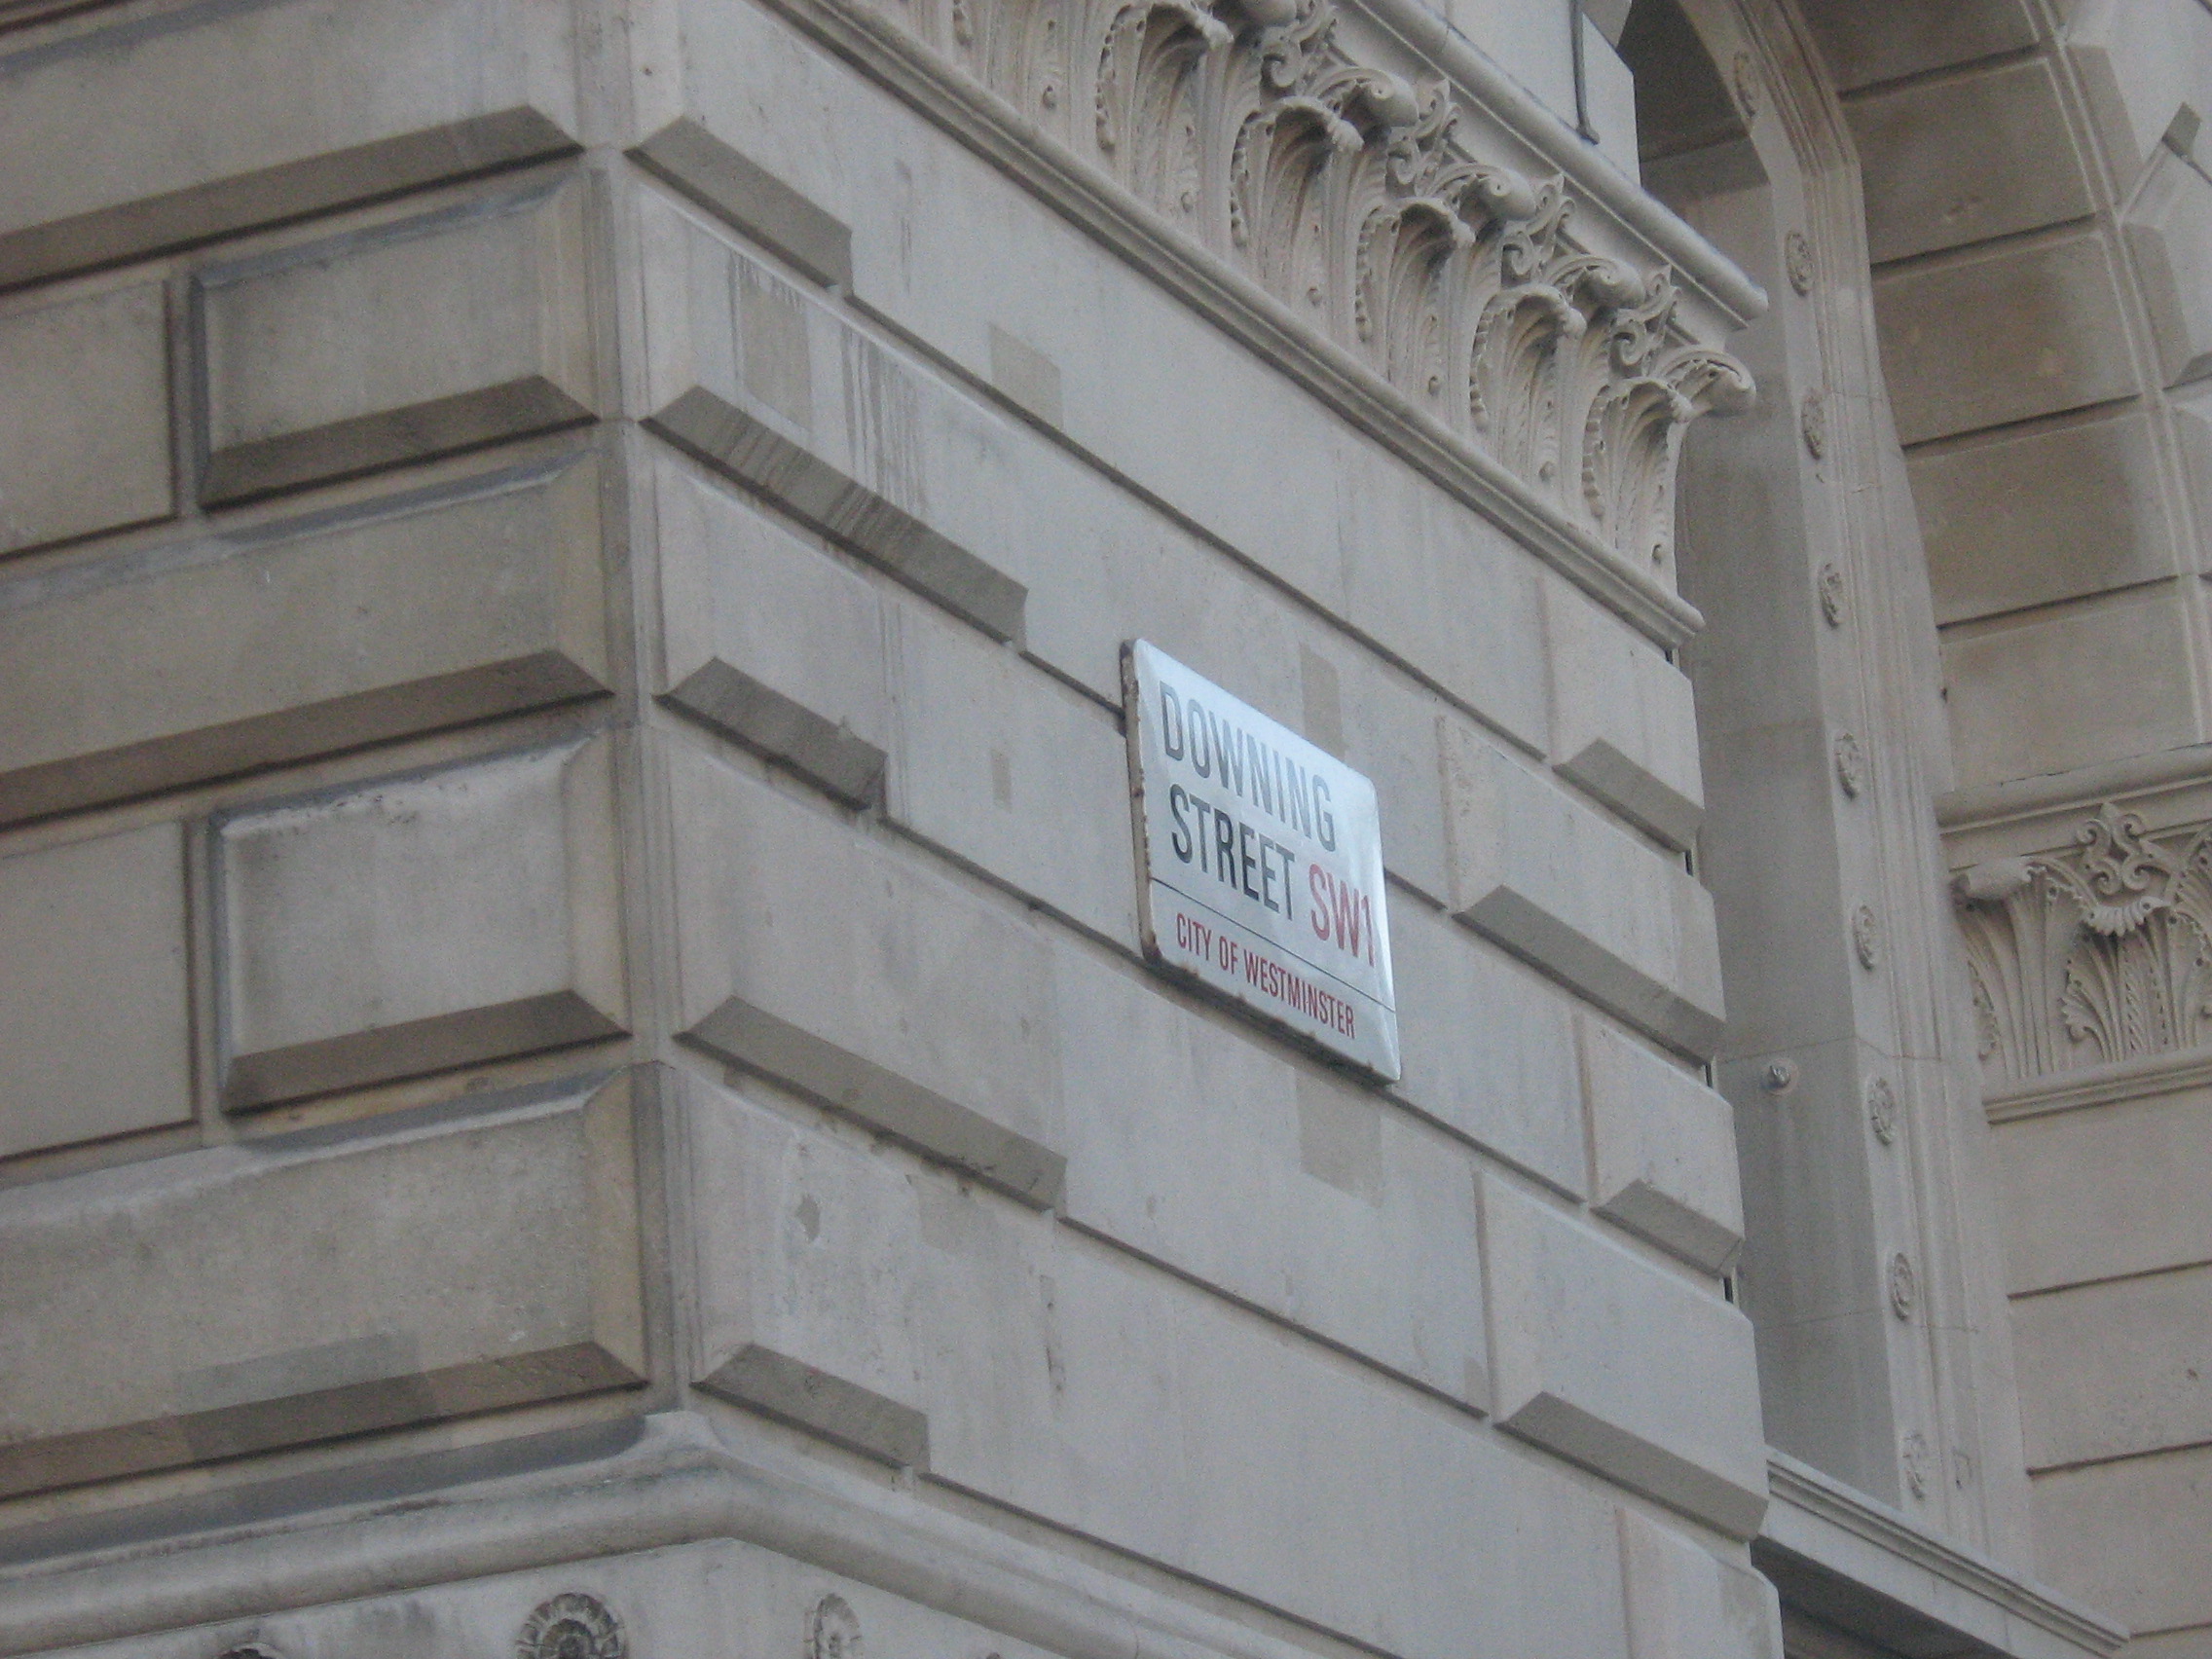 DOWNING
STREET SW1
CITY OF WESTMINSTER